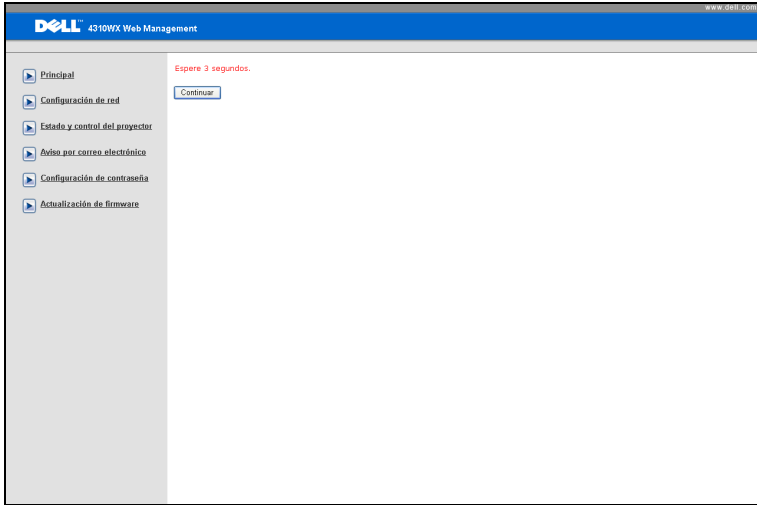 www.dell.com
DELL™ 4310WX Web Management
Principal
Configuración de red
Estado y control del proyector
Aviso por correo electrónico
Configuración de contraseña
Actualización de firmware
Espere 3 segundos.
Continuar